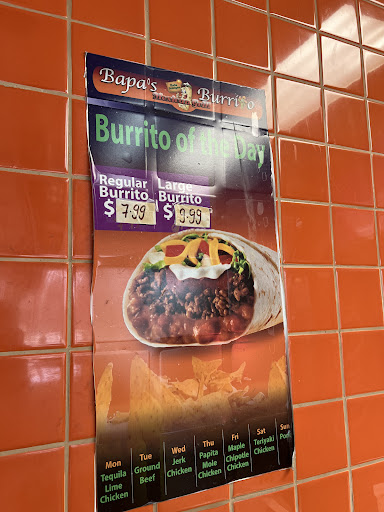 Bapa's Burrito
Burrito of the Day
Regular Burrito
$7.99
Large Burrito
$9.99
Mon
Tequila
Lime
Chicken
Tue
Ground
Beef
Wed
Jerk
Chicken
Thu
Papita
Mole
Chicken
Fri
Maple
Chipotle
Chicken
Sat
Teriyaki
Chicken
Sun
Pork